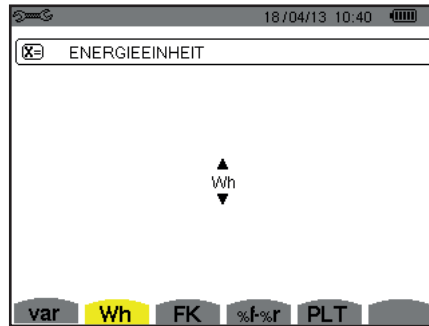 18/04/13 10:40
X= ENERGIEEINHEIT
Wh
var Wh FK %f-%r PLT